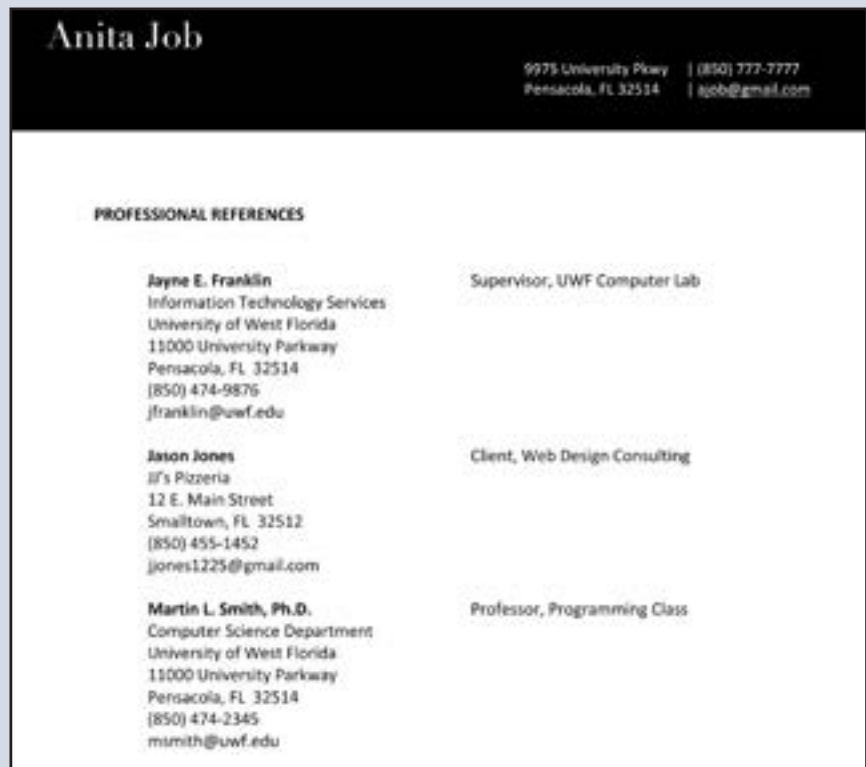 Anita Job
9975 University Pkwy | (850) 777-7777
Pensacola, FL 32514 | ajob@gmail.com
PROFESSIONAL REFERENCES
Jayne E. Franklin Supervisor, UWF Computer Lab
Information Technology Services
University of West Florida
11000 University Parkway
Pensacola, FL 32514
(850) 474-9876
jfranklin@uwf.edu
Jason Jones Client, Web Design Consulting
JJ's Pizzeria
12 E. Main Street
Smalltown, FL 32512
(850) 455-1452
jjones1225@gmail.com
Martin L. Smith, Ph.D. Professor, Programming Class
Computer Science Department
University of West Florida
11000 University Parkway
Pensacola, FL 32514
(850) 474-2345
msmith@uwf.edu